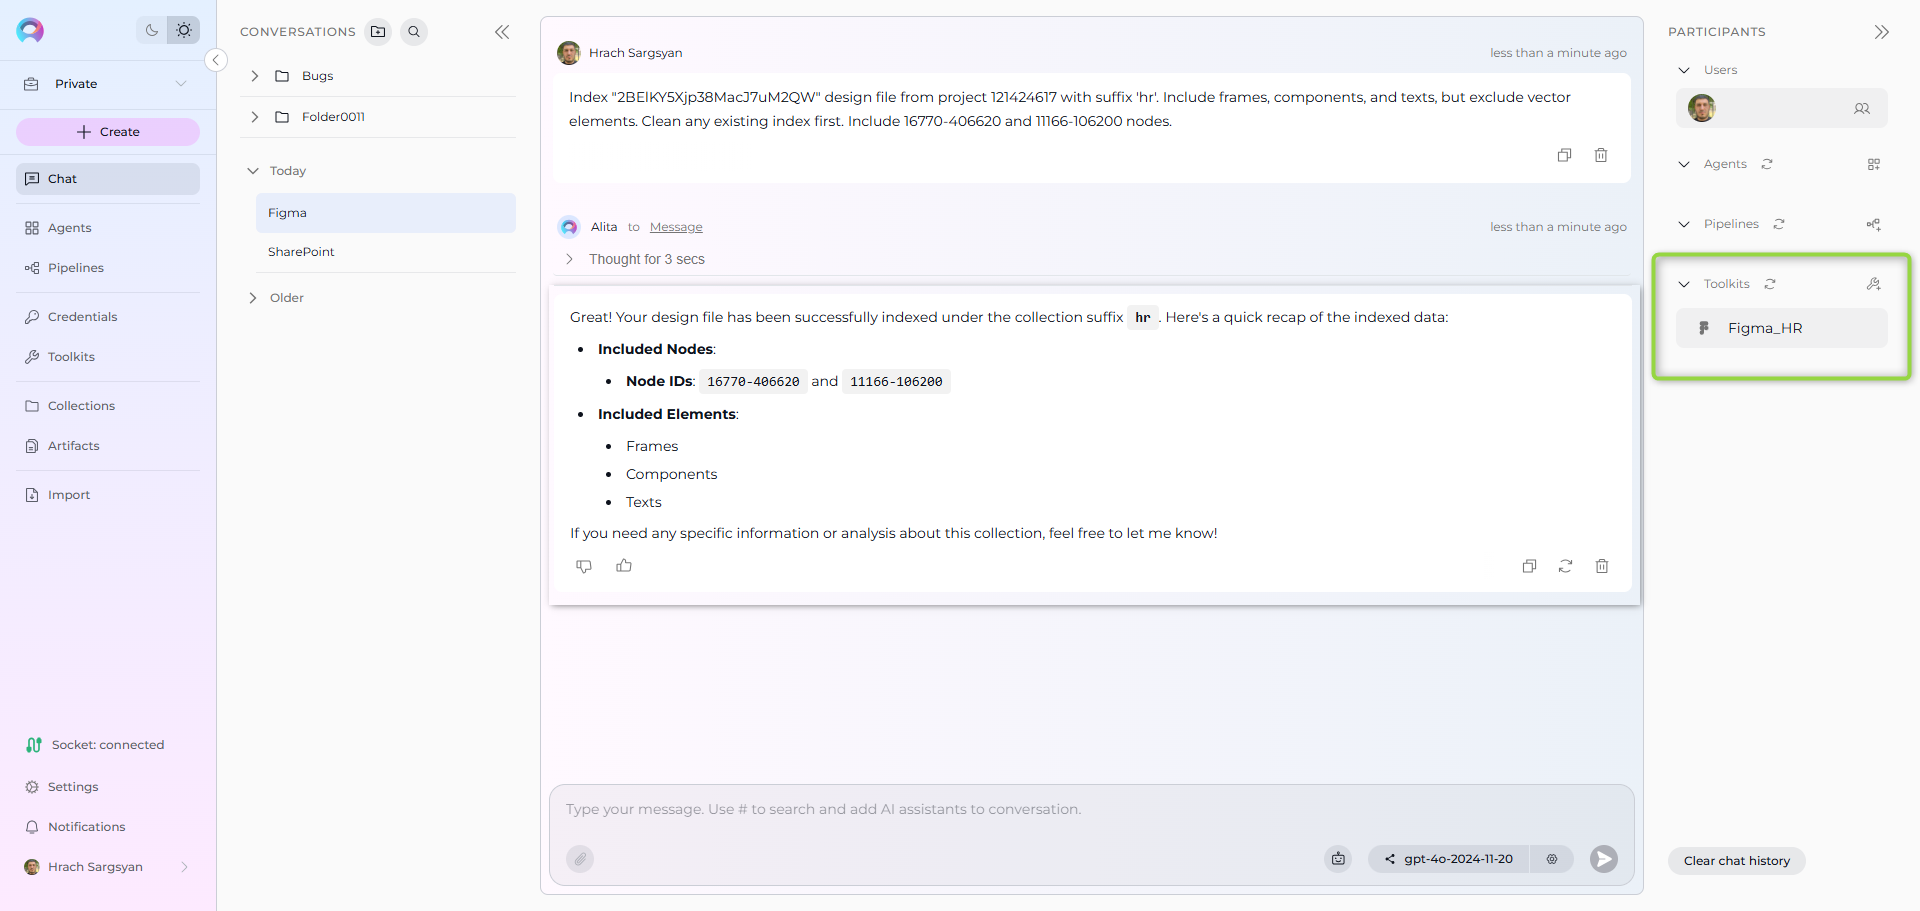 Private
Create
Chat
Agents
Pipelines
Credentials
Toolkits
Collections
Artifacts
Import
Socket: connected
Settings
Notifications
Hrach Sargsyan
CONVERSATIONS
Bugs
Folder0011
Today
Figma
SharePoint
Older
Hrach Sargsyan
less than a minute ago
Index "2BElKY5Xjp38MacJ7uM2QW" design file from project 121424617 with suffix 'hr'. Include frames, components, and texts, but exclude vector
elements. Clean any existing index first. Include 16770-406620 and 11166-106200 nodes.
Alita to Message
less than a minute ago
Thought for 3 secs
Great! Your design file has been successfully indexed under the collection suffix hr . Here's a quick recap of the indexed data:
• Included Nodes:
• Node IDs: 16770-406620 and 11166-106200
• Included Elements:
• Frames
• Components
• Texts
If you need any specific information or analysis about this collection, feel free to let me know!
Type your message. Use # to search and add AI assistants to conversation.
gpt-4o-2024-11-20
PARTICIPANTS
Users
Agents
Pipelines
Toolkits
Figma_HR
Clear chat history